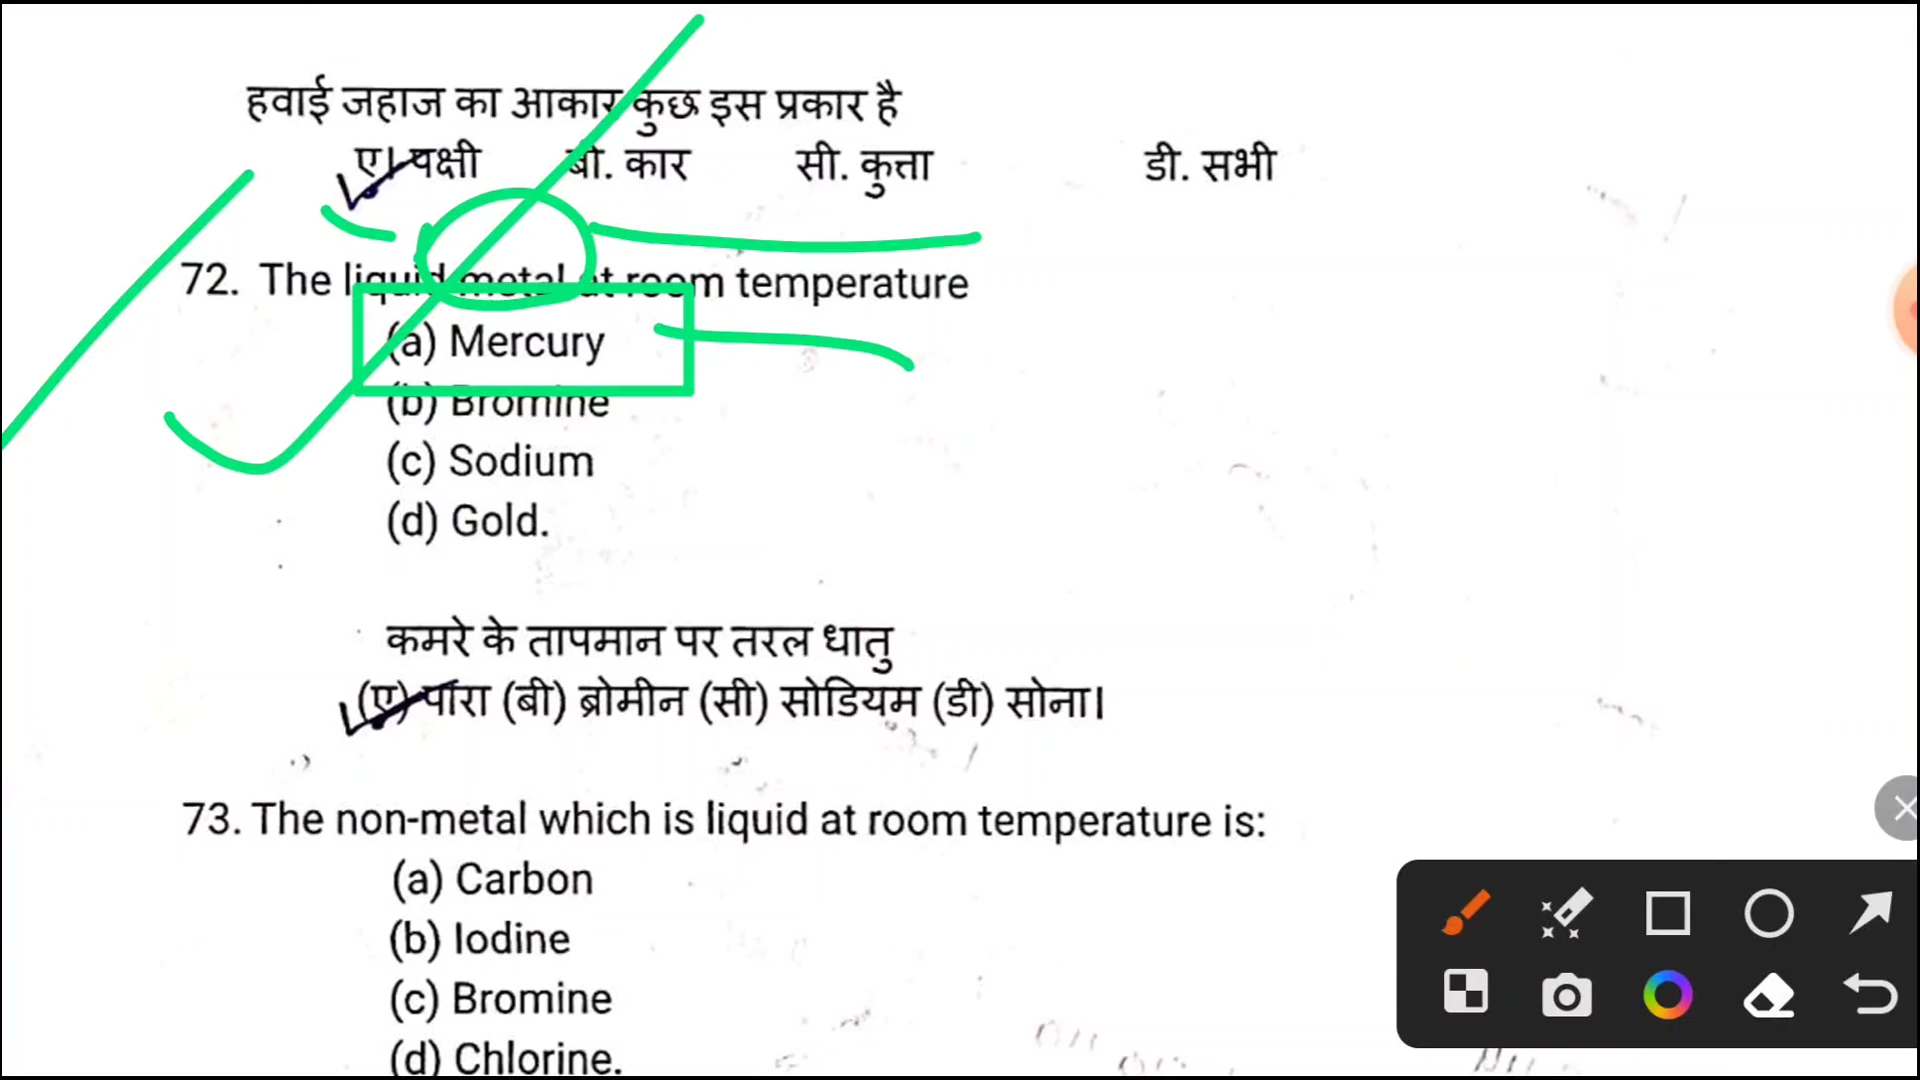 हवाई जहाज का आकार कुछ इस प्रकार है
ए। पक्षी बी. कार सी. कुत्ता डी. सभी
72. The liquid metal at room temperature
(a) Mercury
(b) Bromine
(c) Sodium
(d) Gold.
कमरे के तापमान पर तरल धातु
(ए) पारा (बी) ब्रोमीन (सी) सोडियम (डी) सोना।
73. The non-metal which is liquid at room temperature is:
(a) Carbon
(b) Iodine
(c) Bromine
(d) Chlorine.